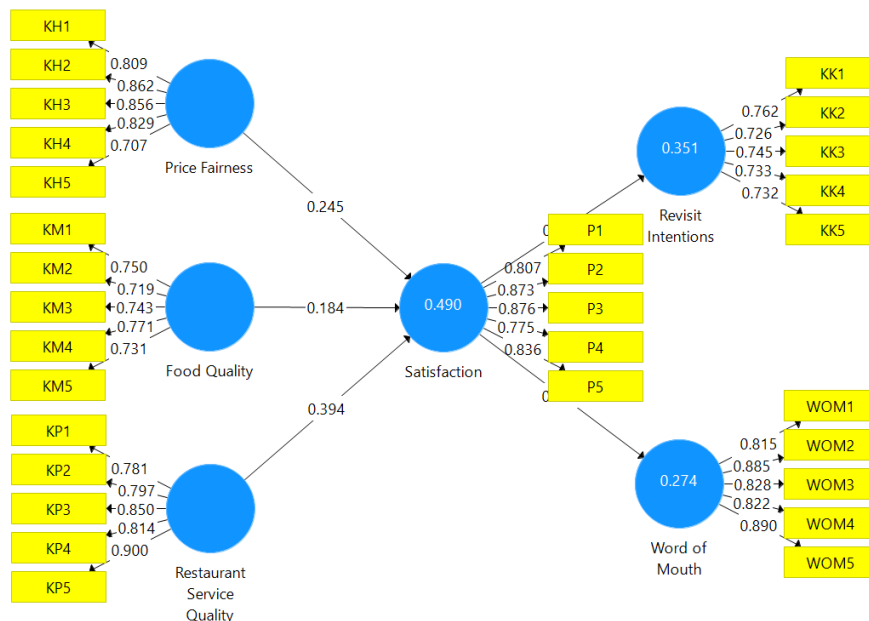 KH1
KH2
KH3
KH4
KH5
0.809
0.862
0.856
0.829
0.707
Price Fairness
0.245
KM1
KM2
KM3
KM4
KM5
0.750
0.719
0.743
0.771
0.731
Food Quality
0.184
KP1
KP2
KP3
KP4
KP5
0.781
0.797
0.850
0.814
0.900
Restaurant
Service
Quality
0.394
0.490
Satisfaction
0.807
0.873
0.876
0.775
0.836
P1
P2
P3
P4
P5
0.351
Revisit
Intentions
0.762
0.726
0.745
0.733
0.732
KK1
KK2
KK3
KK4
KK5
0.274
Word of
Mouth
0.815
0.885
0.828
0.822
0.890
WOM1
WOM2
WOM3
WOM4
WOM5